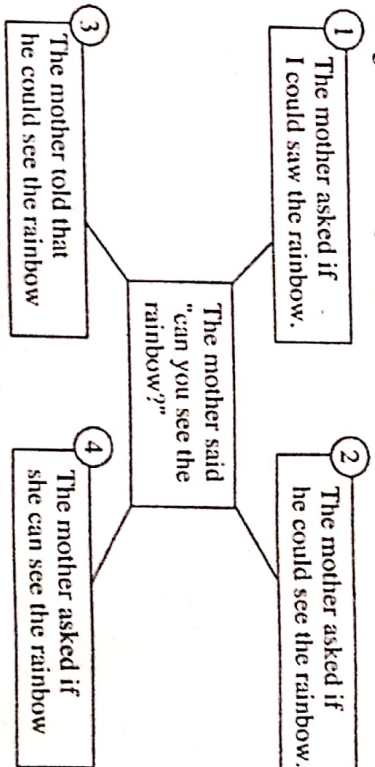 1
The mother asked if
I could saw the rainbow.
2
The mother asked if
he could see the rainbow.
The mother said
"can you see the
rainbow?"
3
The mother told that
he could see the rainbow
4
The mother asked if
she can see the rainbow